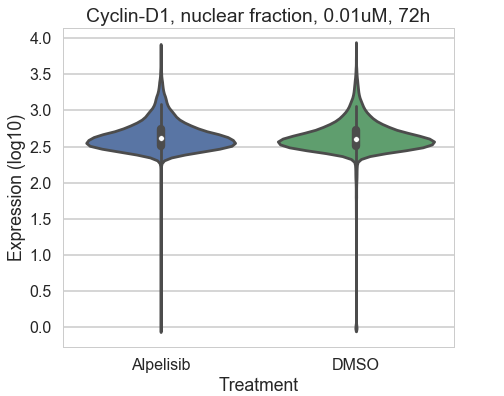 Cyclin-D1, nuclear fraction, 0.01uM, 72h
4.0
3.5
3.0
2.5
2.0
1.5
1.0
0.5
0.0
Expression (log10)
Alpelisib DMSO
Treatment